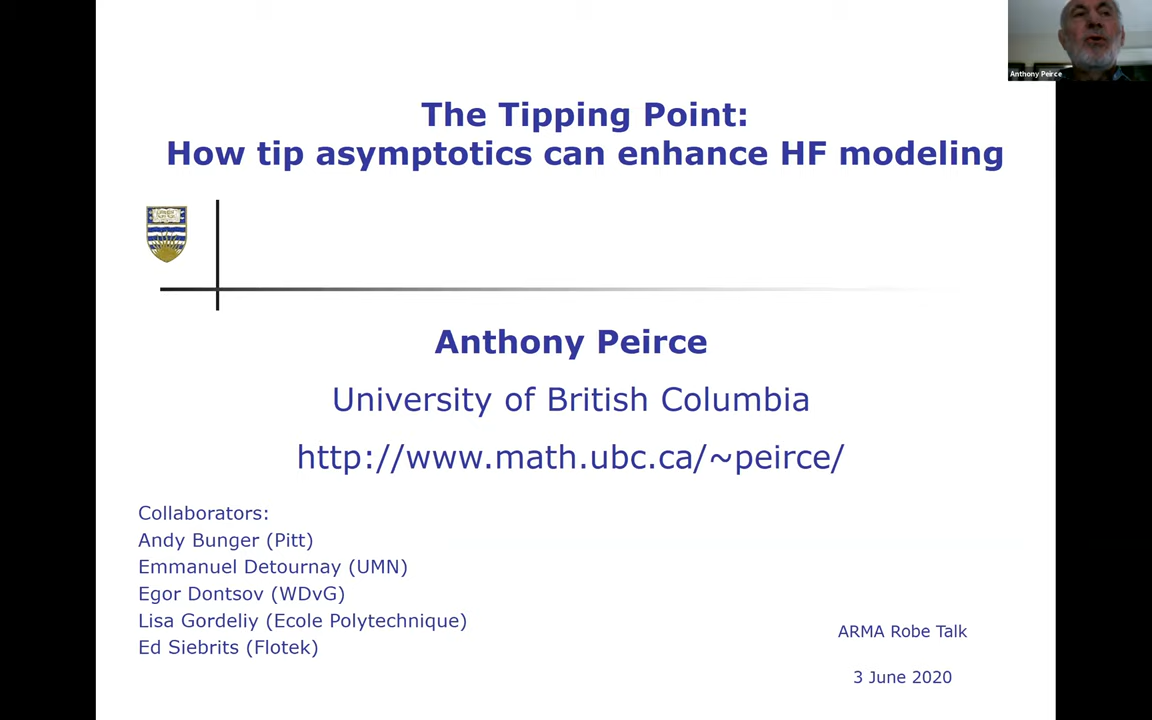 Anthony Peirce
The Tipping Point:
How tip asymptotics can enhance HF modeling
Anthony Peirce
University of British Columbia
http://www.math.ubc.ca/~peirce/
Collaborators:
Andy Bunger (Pitt)
Emmanuel Detournay (UMN)
Egor Dontsov (WDvG)
Lisa Gordeliy (Ecole Polytechnique)
Ed Siebrits (Flotek)
ARMA Robe Talk
3 June 2020